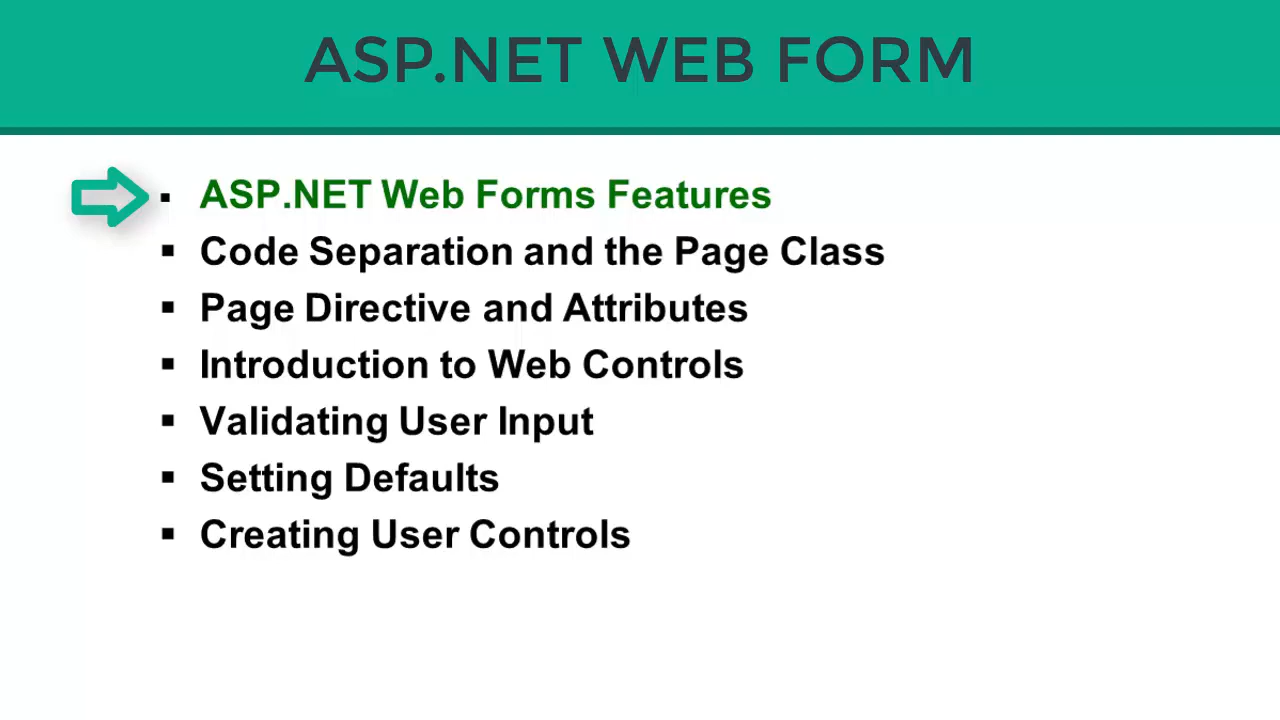 ASP.NET WEB FORM
▪ ASP.NET Web Forms Features
▪ Code Separation and the Page Class
▪ Page Directive and Attributes
▪ Introduction to Web Controls
▪ Validating User Input
▪ Setting Defaults
▪ Creating User Controls